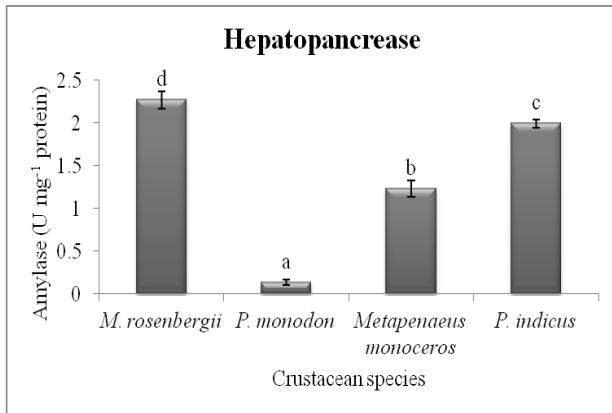 Hepatopancrease
Amylase (U mg⁻¹ protein)
2.5
2
1.5
1
0.5
0
d
a
b
c
M. rosenbergii
P. monodon
Metapenaeus
monoceros
P. indicus
Crustacean species